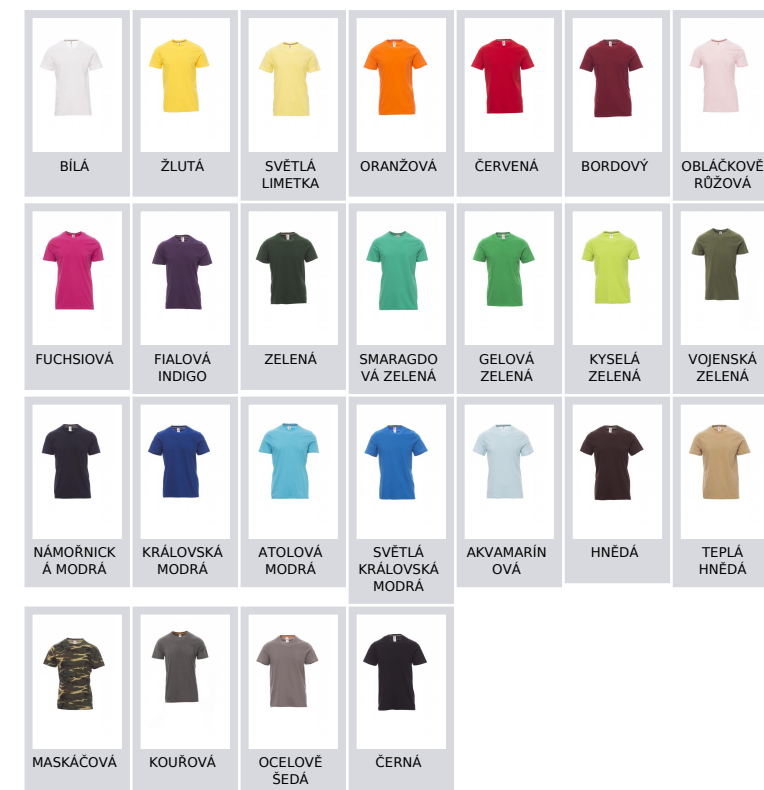 BÍLÁ
ŽLUTÁ
SVĚTLÁ
LIMETKA
ORANŽOVÁ
ČERVENÁ
BORDOVÝ
OBLÁČKOVĚ
RŮŽOVÁ
FUCHSIOVÁ
FIALOVÁ
INDIGO
ZELENÁ
SMARAGDO
VÁ ZELENÁ
GELOVÁ
ZELENÁ
KYSELÁ
ZELENÁ
VOJENSKÁ
ZELENÁ
NÁMOŘNICK
Á MODRÁ
KRÁLOVSKÁ
MODRÁ
ATOLOVÁ
MODRÁ
SVĚTLÁ
KRÁLOVSKÁ
MODRÁ
AKVAMARÍN
OVÁ
HNĚDÁ
TEPLÁ
HNĚDÁ
MASKÁČOVÁ
KOUŘOVÁ
OCELOVĚ
ŠEDÁ
ČERNÁ